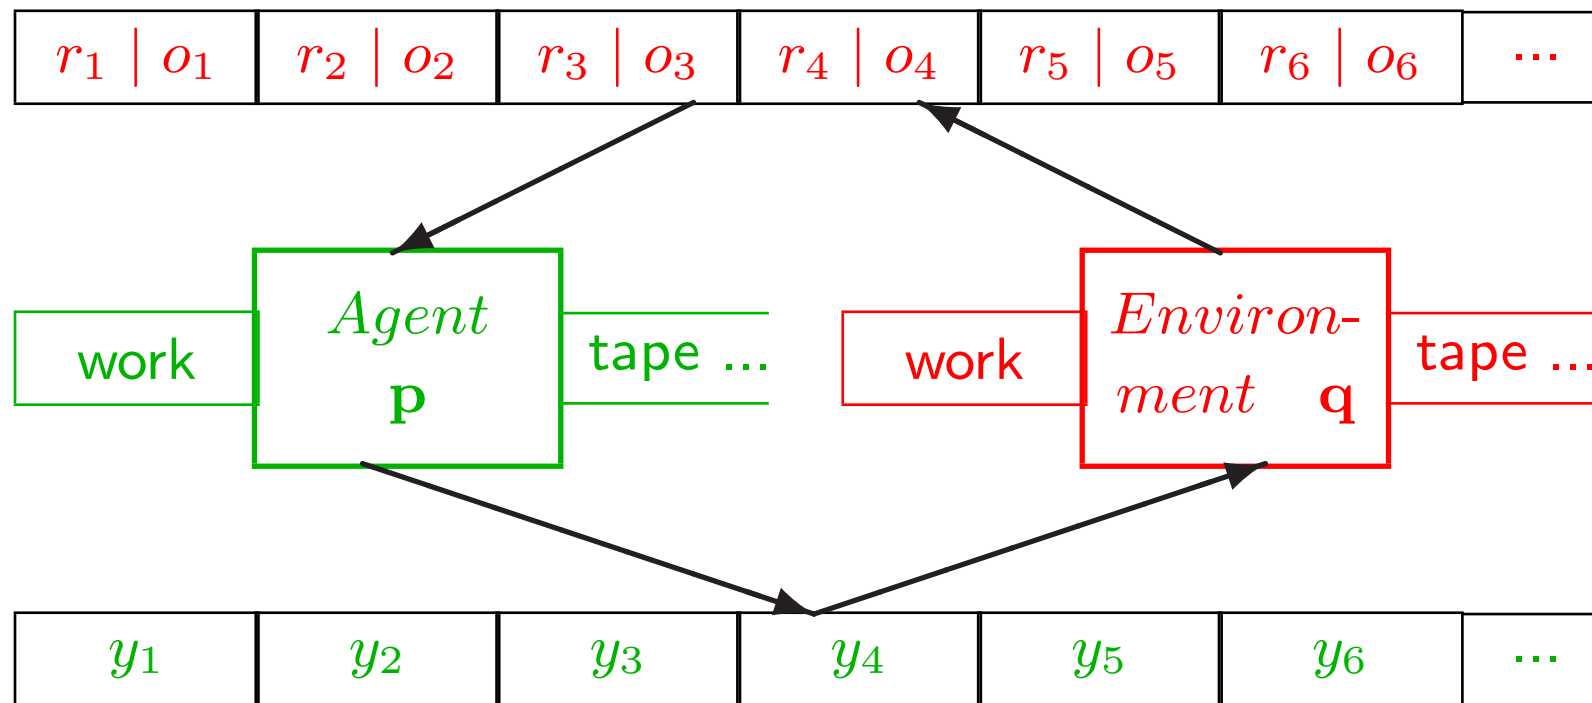 r₁ | o₁ r₂ | o₂ r₃ | o₃ r₄ | o₄ r₅ | o₅ r₆ | o₆ ...
work Agent p tape ... work Environ- ment q tape ...
y₁ y₂ y₃ y₄ y₅ y₆ ...